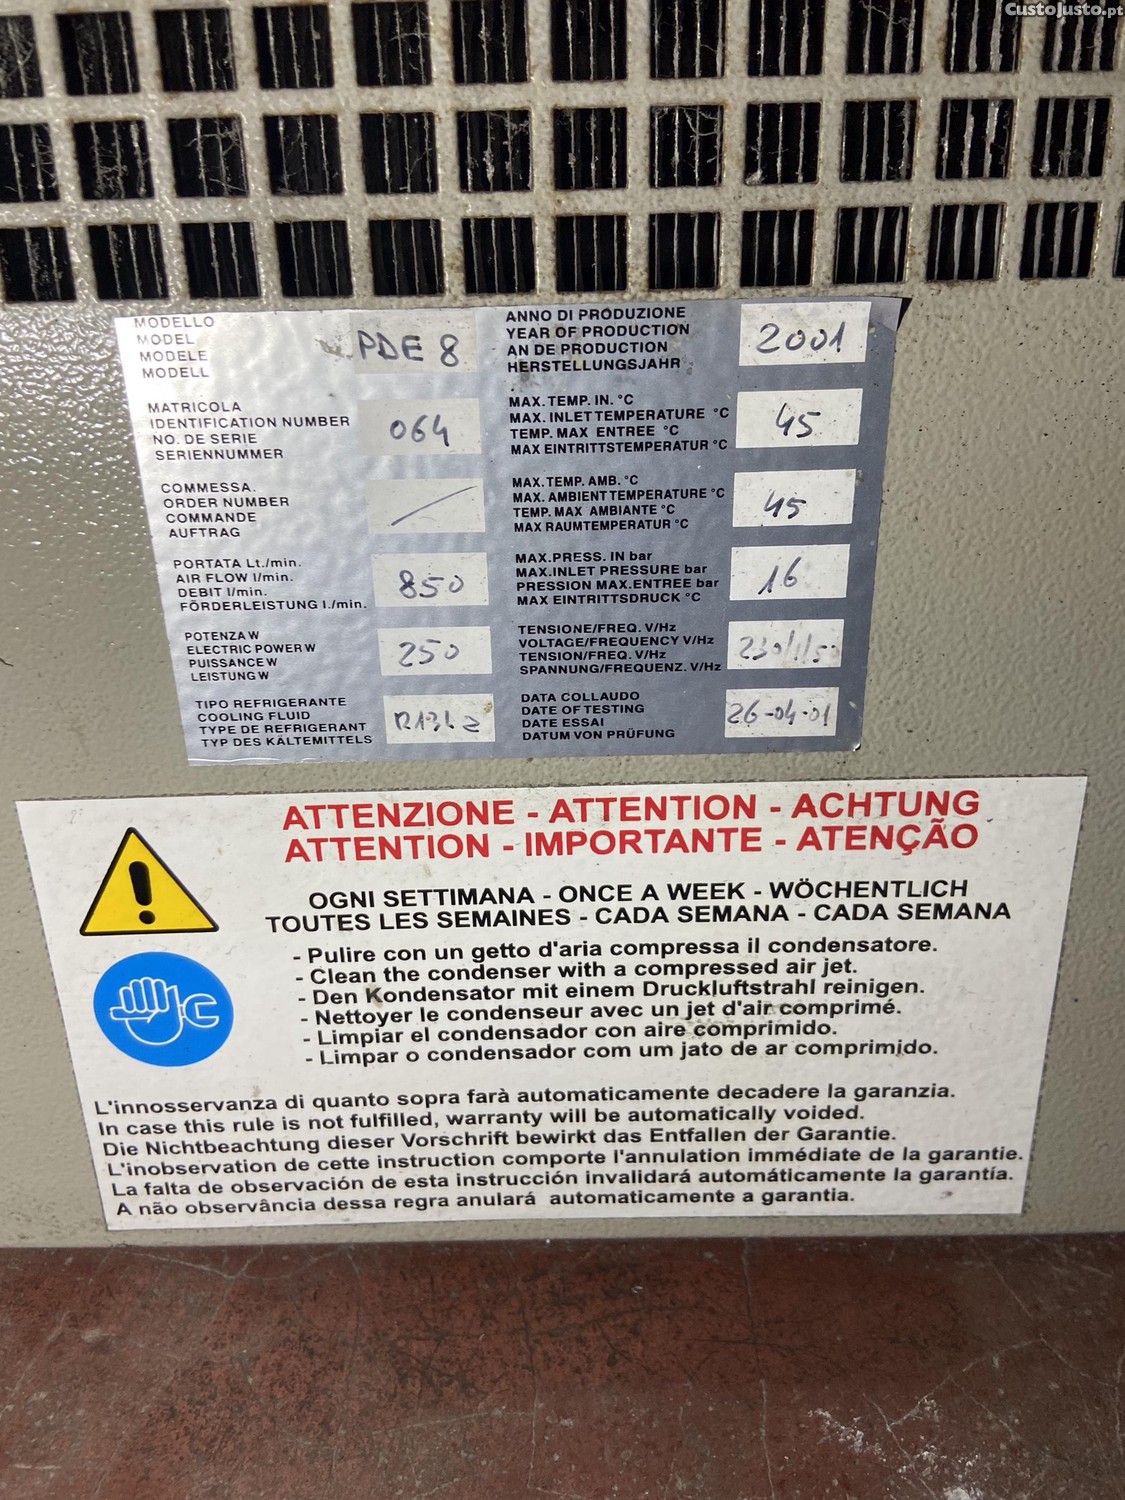 CustoJusto.pt
MODELLO
MODEL
MODELE
MODELL
PDE 8
MATRICOLA
IDENTIFICATION NUMBER
NO. DE SERIE
SERIENNUMMER
064
COMMESSA.
ORDER NUMBER
COMMANDE
AUFTRAG
PORTATA Lt./min.
AIR FLOW l/min.
DEBIT l/min.
FÖRDERLEISTUNG l./min.
850
POTENZA W
ELECTRIC POWER W
PUISSANCE W
LEISTUNG W
250
TIPO REFRIGERANTE
COOLING FLUID
TYPE DE REFRIGERANT
TYP DES KÄLTEMITTELS
ANNO DI PRODUZIONE
YEAR OF PRODUCTION
AN DE PRODUCTION
HERSTELLUNGSJAHR
2001
MAX. TEMP. IN. °C
MAX. INLET TEMPERATURE °C
TEMP. MAX ENTREE °C
MAX EINTRITTSTEMPERATUR °C
45
MAX. TEMP. AMB. °C
MAX. AMBIENT TEMPERATURE °C
TEMP. MAX AMBIANTE °C
MAX RAUMTEMPERATUR °C
45
MAX.PRESS. IN bar
MAX.INLET PRESSURE bar
PRESSION MAX.ENTREE bar
MAX EINTRITTSDRUCK °C
16
TENSIONE/FREQ. V/Hz
VOLTAGE/FREQUENCY V/Hz
TENSION/FREQ. V/Hz
SPANNUNG/FREQUENZ. V/Hz
230/1/50
DATA COLLAUDO
DATE OF TESTING
DATE ESSAI
DATUM VON PRÜFUNG
26-04-01
ATTENZIONE - ATTENTION - ACHTUNG
ATTENTION - IMPORTANTE - ATENÇÃO
OGNI SETTIMANA - ONCE A WEEK - WÖCHENTLICH
TOUTES LES SEMAINES - CADA SEMANA - CADA SEMANA
- Pulire con un getto d'aria compressa il condensatore.
- Clean the condenser with a compressed air jet.
- Den Kondensator mit einem Druckluftstrahl reinigen.
- Nettoyer le condenseur avec un jet d'air comprimé.
- Limpiar el condensador con aire comprimido.
- Limpar o condensador com um jato de ar comprimido.
L'innosservanza di quanto sopra farà automaticamente decadere la garanzia.
In case this rule is not fulfilled, warranty will be automatically voided.
Die Nichtbeachtung dieser Vorschrift bewirkt das Entfallen der Garantie.
L'inobservation de cette instruction comporte l'annulation immédiate de la garantie.
La falta de observación de esta instrucción invalidará automáticamente la garantía.
A não observância dessa regra anulará automaticamente a garantia.